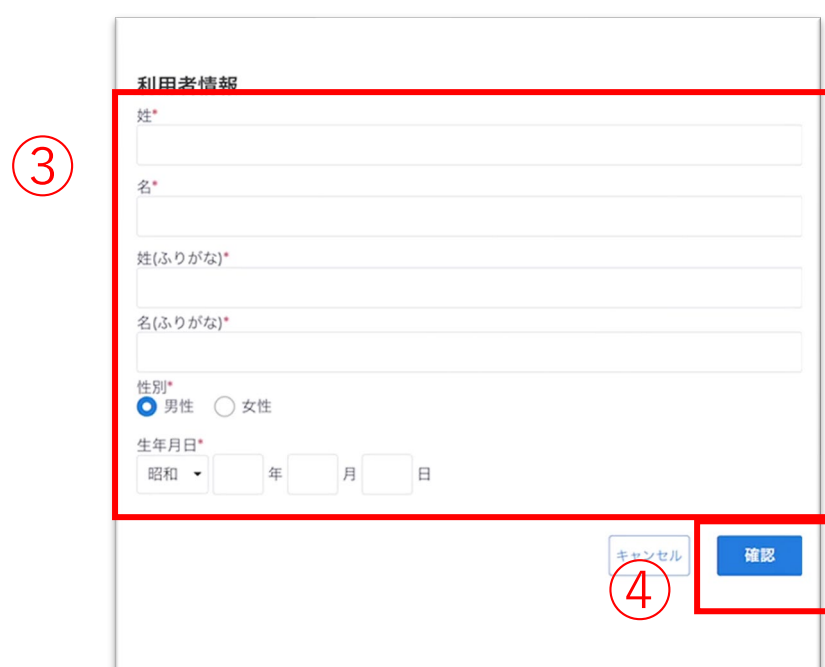 利用者情報
③
姓*
名*
姓(ふりがな)*
名(ふりがな)*
性別*
男性 女性
生年月日*
昭和 年 月 日
キャンセル 確認
④